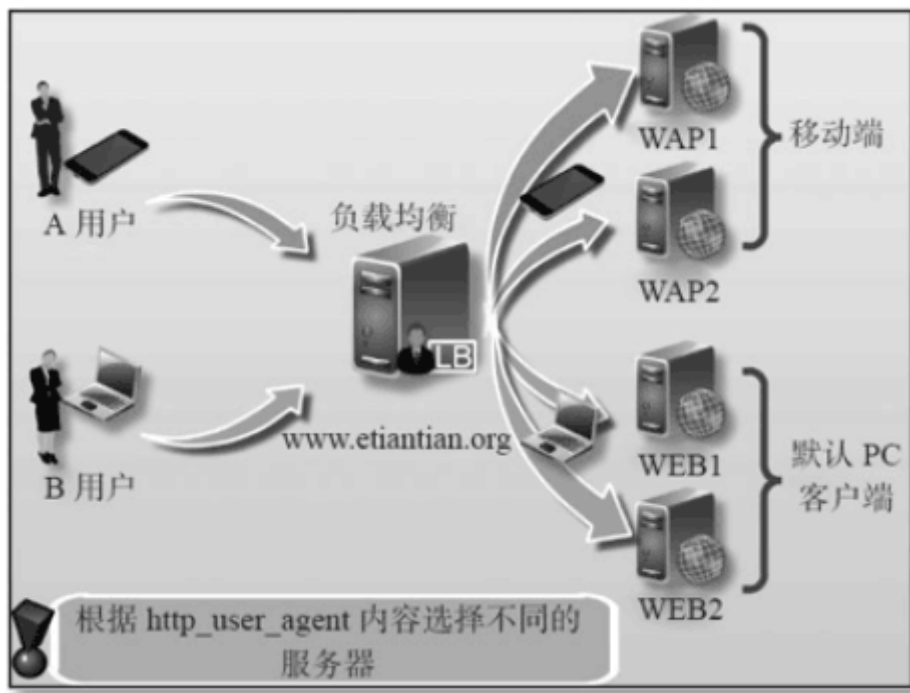 WAP1
移动端
A 用户
负载均衡
WAP2
LB
www.etiantian.org
B 用户
WEB1
默认 PC
客户端
WEB2
根据 http_user_agent 内容选择不同的
服务器